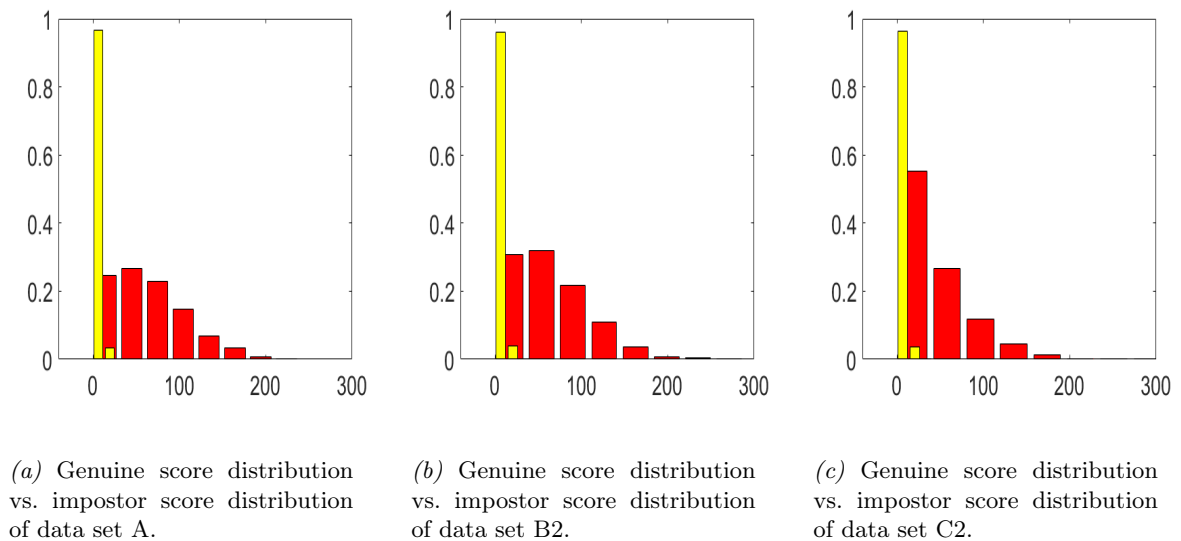 1
0.8
0.6
0.4
0.2
0
0 100 200 300
(a) Genuine score distribution
vs. impostor score distribution
of data set A.
1
0.8
0.6
0.4
0.2
0
0 100 200 300
(b) Genuine score distribution
vs. impostor score distribution
of data set B2.
1
0.8
0.6
0.4
0.2
0
0 100 200 300
(c) Genuine score distribution
vs. impostor score distribution
of data set C2.